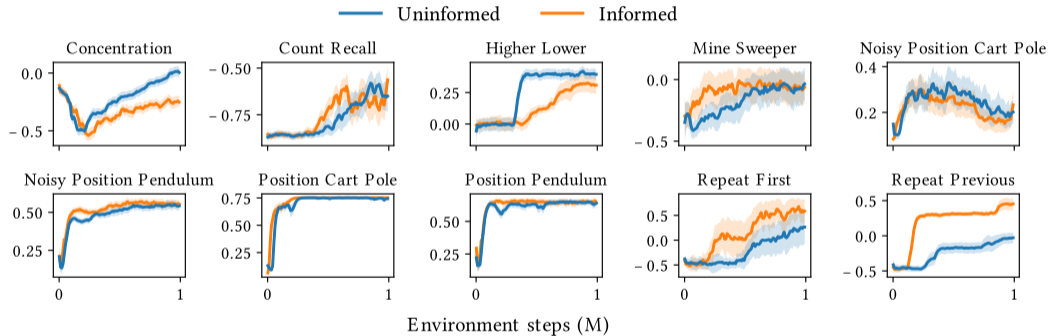 Uninformed Informed
Concentration Count Recall Higher Lower Mine Sweeper Noisy Position Cart Pole
0.0 −0.5
−0.50 −0.75
0.25 0.00
0.0 −0.5
0.4 0.2
Noisy Position Pendulum Position Cart Pole Position Pendulum Repeat First Repeat Previous
0.50 0.25
0.75 0.50 0.25
0.50 0.25
0.5 0.0 −0.5
0.5 0.0 −0.5
0 1 0 1 0 1 0 1 0 1
Environment steps (M)